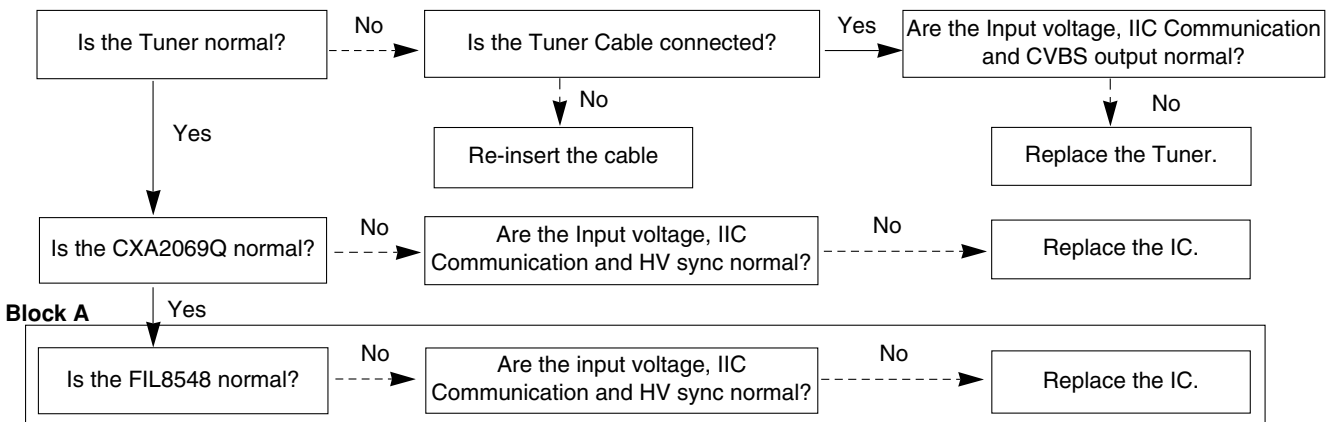 Is the Tuner normal?
No
Is the Tuner Cable connected?
Yes
Are the Input voltage, IIC Communication
and CVBS output normal?
No
No
Yes
Re-insert the cable
Replace the Tuner.
Is the CXA2069Q normal?
No
Are the Input voltage, IIC
Communication and HV sync normal?
No
Replace the IC.
Yes
Block A
Is the FIL8548 normal?
No
Are the input voltage, IIC
Communication and HV sync normal?
No
Replace the IC.